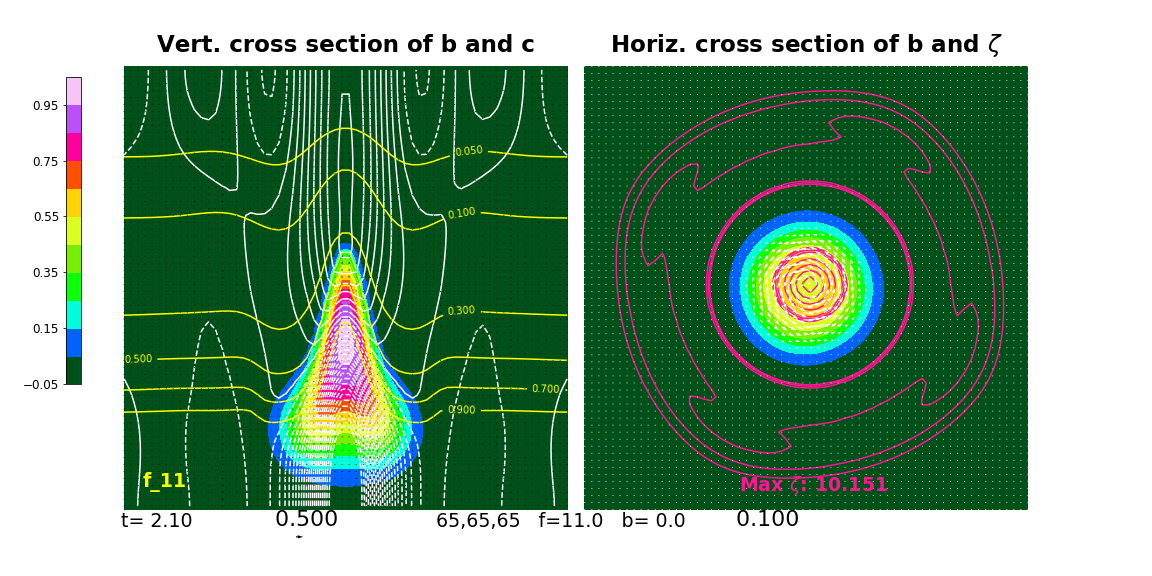 Vert. cross section of b and c
Horiz. cross section of b and ζ
0.95
0.75
0.55
0.35
0.15
−0.05
0.050
0.100
0.300
0.500
0.700
0.900
f_11
Max ζ: 10.151
t= 2.10 0.500 65,65,65 f=11.0 b= 0.0 0.100